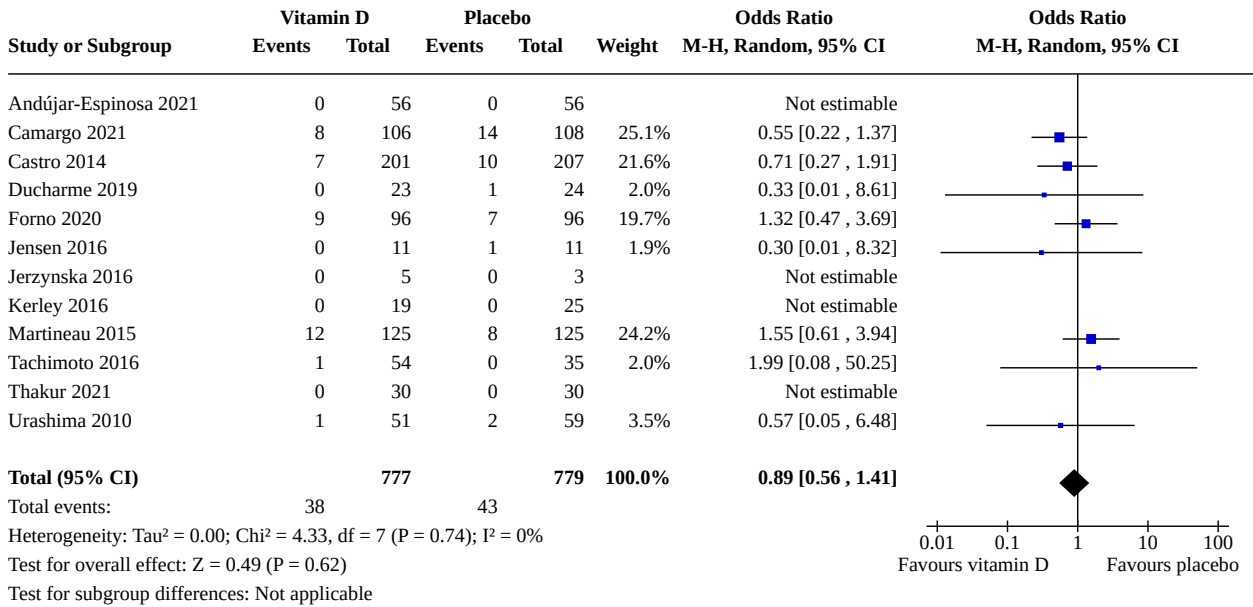 Vitamin D Placebo Odds Ratio Odds Ratio
Study or Subgroup Events Total Events Total Weight M-H, Random, 95% CI M-H, Random, 95% CI
Andújar-Espinosa 2021 0 56 0 56 Not estimable
Camargo 2021 8 106 14 108 25.1% 0.55 [0.22 , 1.37]
Castro 2014 7 201 10 207 21.6% 0.71 [0.27 , 1.91]
Ducharme 2019 0 23 1 24 2.0% 0.33 [0.01 , 8.61]
Forno 2020 9 96 7 96 19.7% 1.32 [0.47 , 3.69]
Jensen 2016 0 11 1 11 1.9% 0.30 [0.01 , 8.32]
Jerzynska 2016 0 5 0 3 Not estimable
Kerley 2016 0 19 0 25 Not estimable
Martineau 2015 12 125 8 125 24.2% 1.55 [0.61 , 3.94]
Tachimoto 2016 1 54 0 35 2.0% 1.99 [0.08 , 50.25]
Thakur 2021 0 30 0 30 Not estimable
Urashima 2010 1 51 2 59 3.5% 0.57 [0.05 , 6.48]
Total (95% CI) 777 779 100.0% 0.89 [0.56 , 1.41]
Total events: 38 43
Heterogeneity: Tau² = 0.00; Chi² = 4.33, df = 7 (P = 0.74); I² = 0%
0.01 0.1 1 10 100
Test for overall effect: Z = 0.49 (P = 0.62) Favours vitamin D Favours placebo
Test for subgroup differences: Not applicable